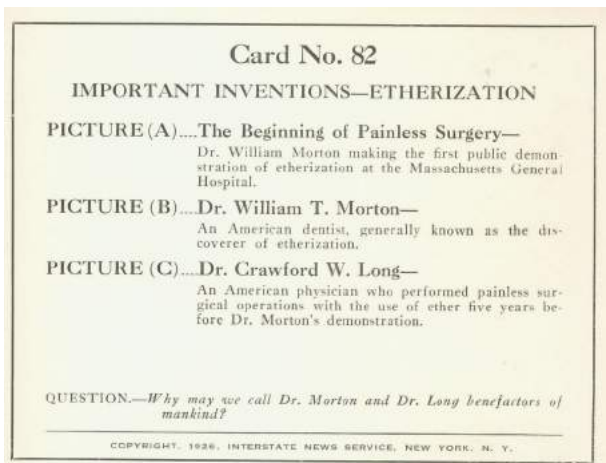 Card No. 82
IMPORTANT INVENTIONS—ETHERIZATION
PICTURE (A)....The Beginning of Painless Surgery—
Dr. William Morton making the first public demon-
stration of etherization at the Massachusetts General
Hospital.
PICTURE (B)....Dr. William T. Morton—
An American dentist, generally known as the dis-
coverer of etherization.
PICTURE (C)....Dr. Crawford W. Long—
An American physician who performed painless sur-
gical operations with the use of ether five years be-
fore Dr. Morton's demonstration.
QUESTION.—Why may we call Dr. Morton and Dr. Long benefactors of
mankind?
COPYRIGHT, 1926, INTERSTATE NEWS SERVICE, NEW YORK, N. Y.